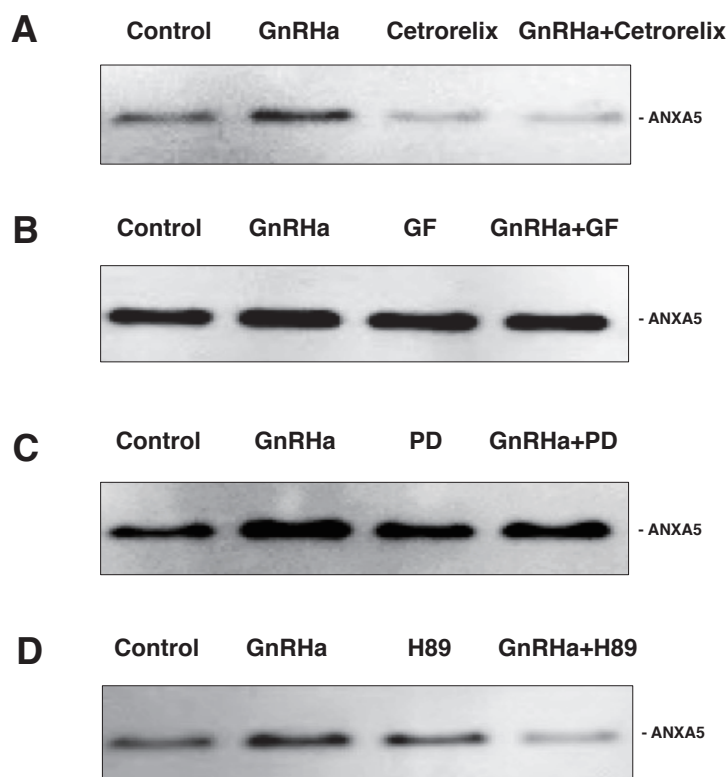 A
Control GnRHa Cetrorelix GnRHa+Cetrorelix
- ANXA5
B
Control GnRHa GF GnRHa+GF
- ANXA5
C
Control GnRHa PD GnRHa+PD
- ANXA5
D
Control GnRHa H89 GnRHa+H89
- ANXA5